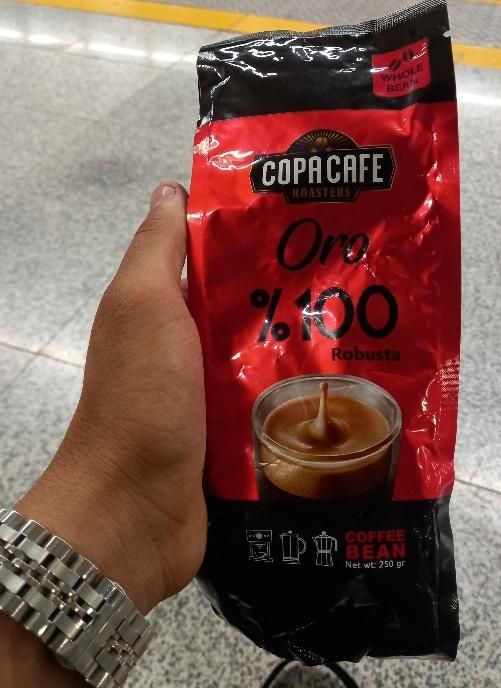 WHOLE
BEAN
COPACAFE
ROASTERS
Oro
%100
Robusta
COFFEE
BEAN
Net wt: 250 gr